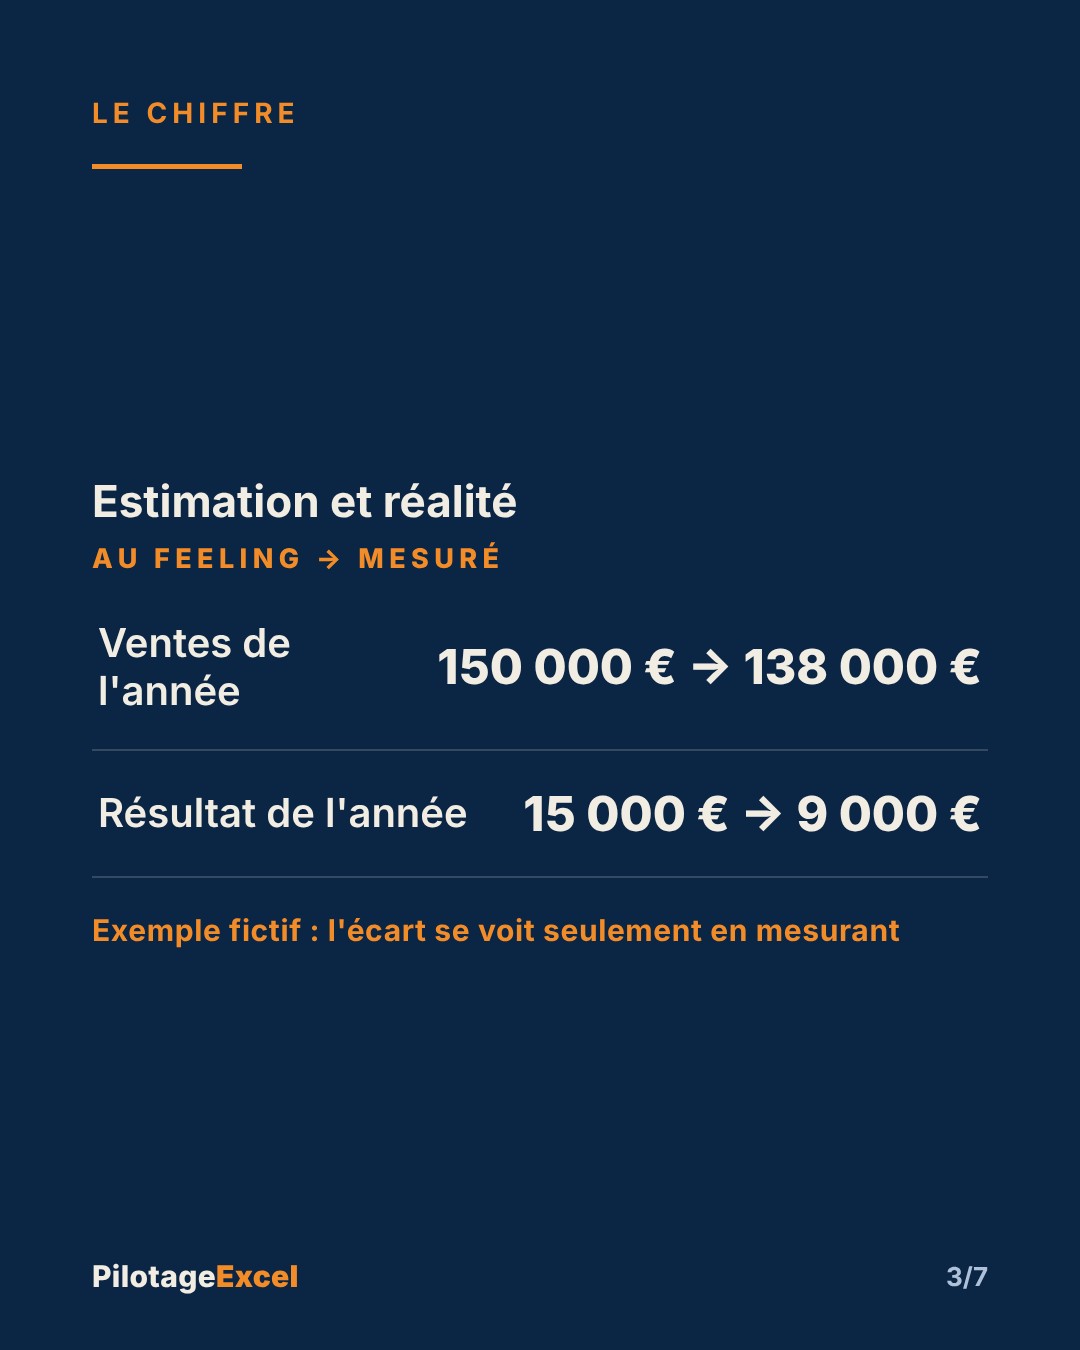 LE CHIFFRE
Estimation et réalité
AU FEELING → MESURÉ
Ventes de
l'année
150 000 € → 138 000 €
Résultat de l'année 15 000 € → 9 000 €
Exemple fictif : l'écart se voit seulement en mesurant
PilotageExcel 3/7